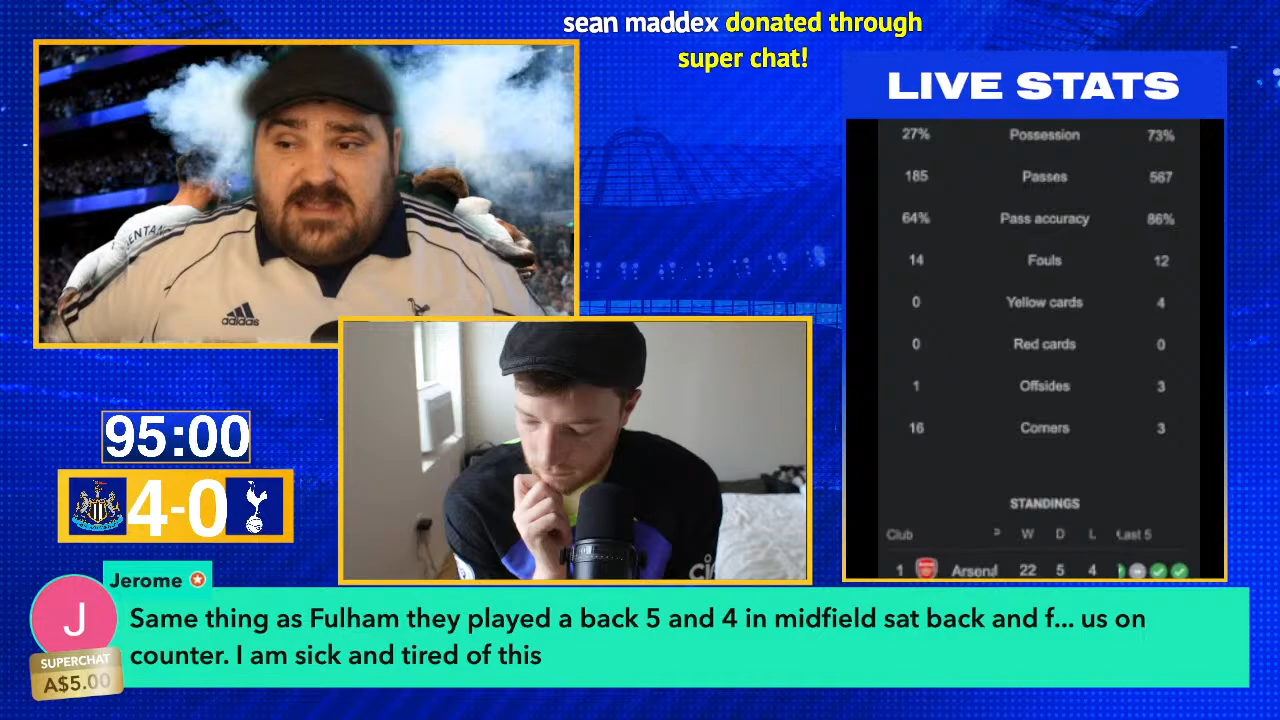 sean maddex donated through
super chat!
LIVE STATS
27% Possession 73%
185 Passes 567
64% Pass accuracy 86%
14 Fouls 12
0 Yellow cards 4
0 Red cards 0
1 Offsides 3
16 Corners 3
STANDINGS
Club P W D L Last 5
1 Arsenal 22 5 4
ENTAN
adidas
95:00
4-0
Jerome
J
Same thing as Fulham they played a back 5 and 4 in midfield sat back and f... us on
counter. I am sick and tired of this
SUPERCHAT
A$5.00